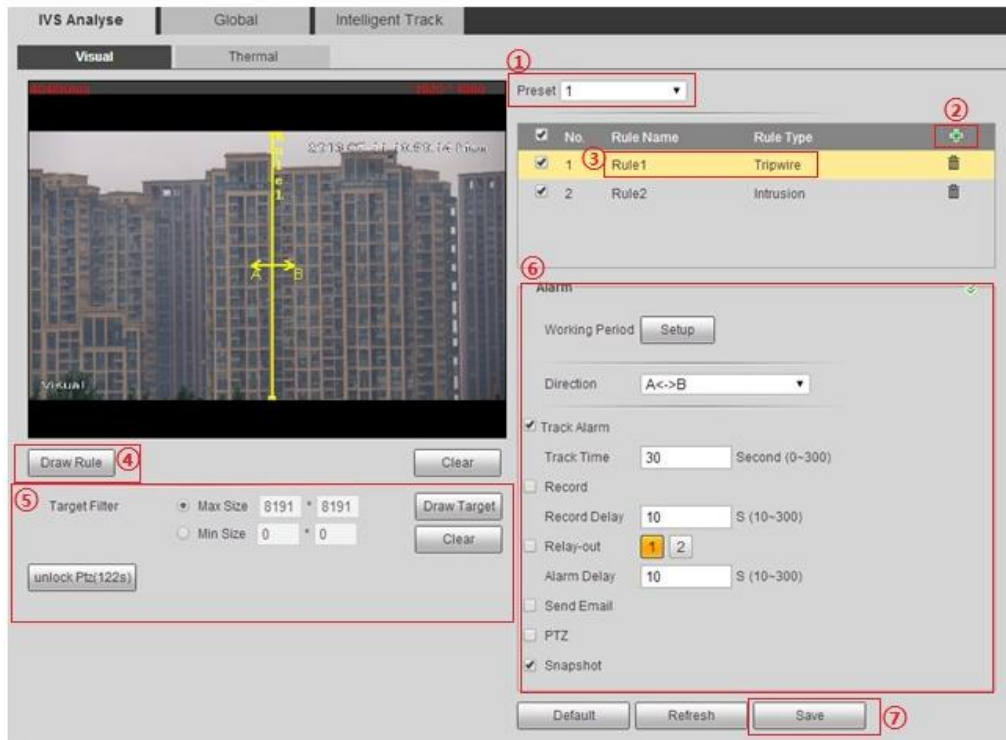 IVS Analyse Global Intelligent Track
Visual Thermal
①
Preset 1
②
No. Rule Name Rule Type
③
1 Rule1 Tripwire
2 Rule2 Intrusion
Rule1
A B
Visual
④
Draw Rule Clear
⑤
Target Filter Max Size 8191 * 8191 Draw Target
Min Size 0 * 0 Clear
unlock Ptz(122s)
⑥
Alarm
Working Period Setup
Direction A<->B
Track Alarm
Track Time 30 Second (0~300)
Record
Record Delay 10 S (10~300)
Relay-out 1 2
Alarm Delay 10 S (10~300)
Send Email
PTZ
Snapshot
Default Refresh Save
⑦